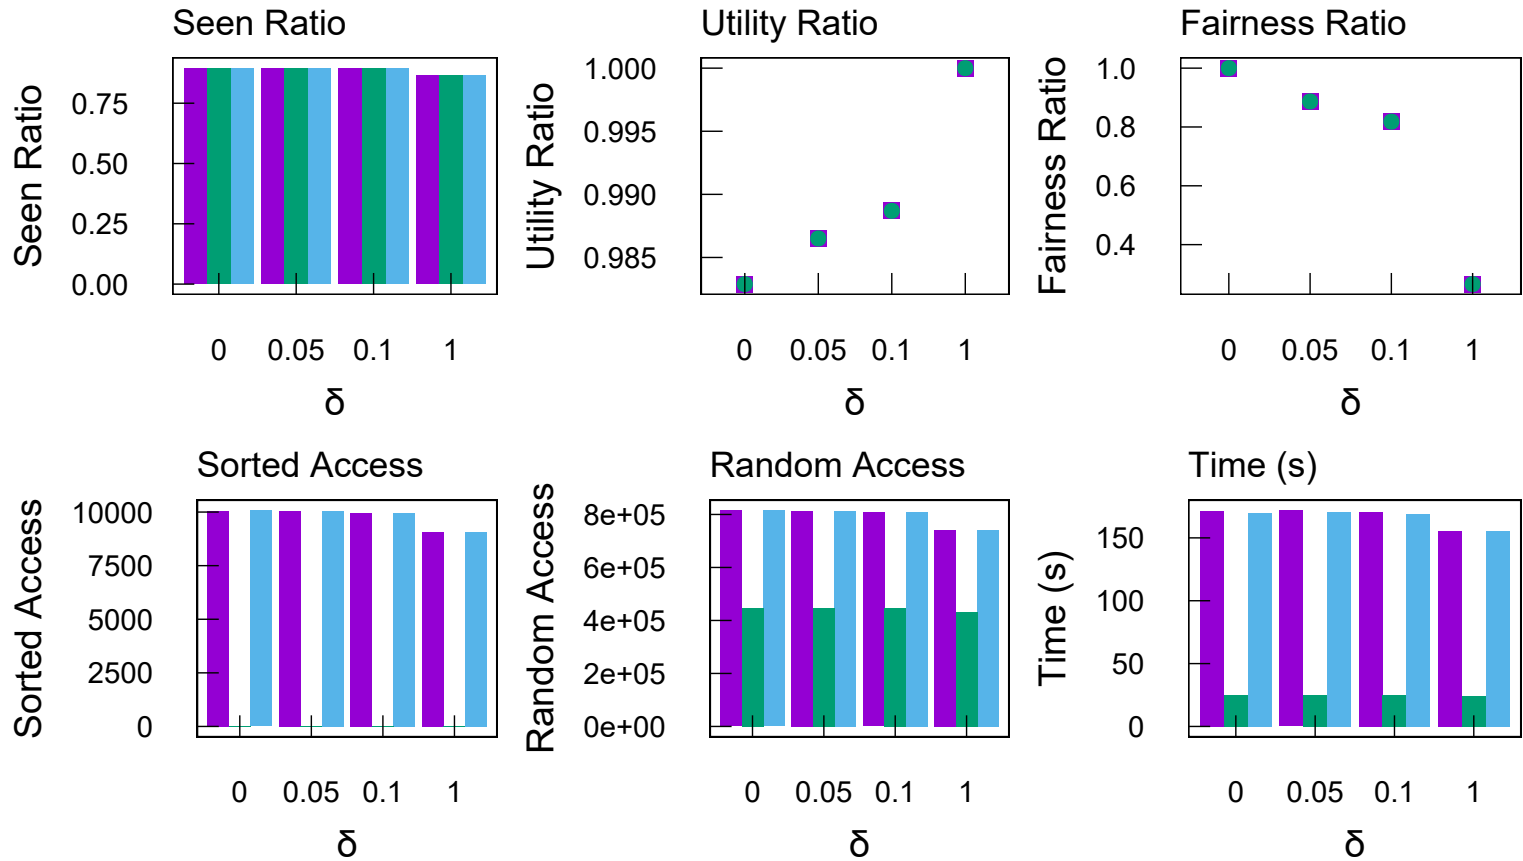 Seen Ratio
Seen Ratio
0.75
0.50
0.25
0.00
0 0.05 0.1 1
δ
Utility Ratio
Utility Ratio
1.000
0.995
0.990
0.985
0 0.05 0.1 1
δ
Fairness Ratio
Fairness Ratio
1.0
0.8
0.6
0.4
0 0.05 0.1 1
δ
Sorted Access
Sorted Access
10000
7500
5000
2500
0
0 0.05 0.1 1
δ
Random Access
Random Access
8e+05
6e+05
4e+05
2e+05
0e+00
0 0.05 0.1 1
δ
Time (s)
Time (s)
150
100
50
0
0 0.05 0.1 1
δ